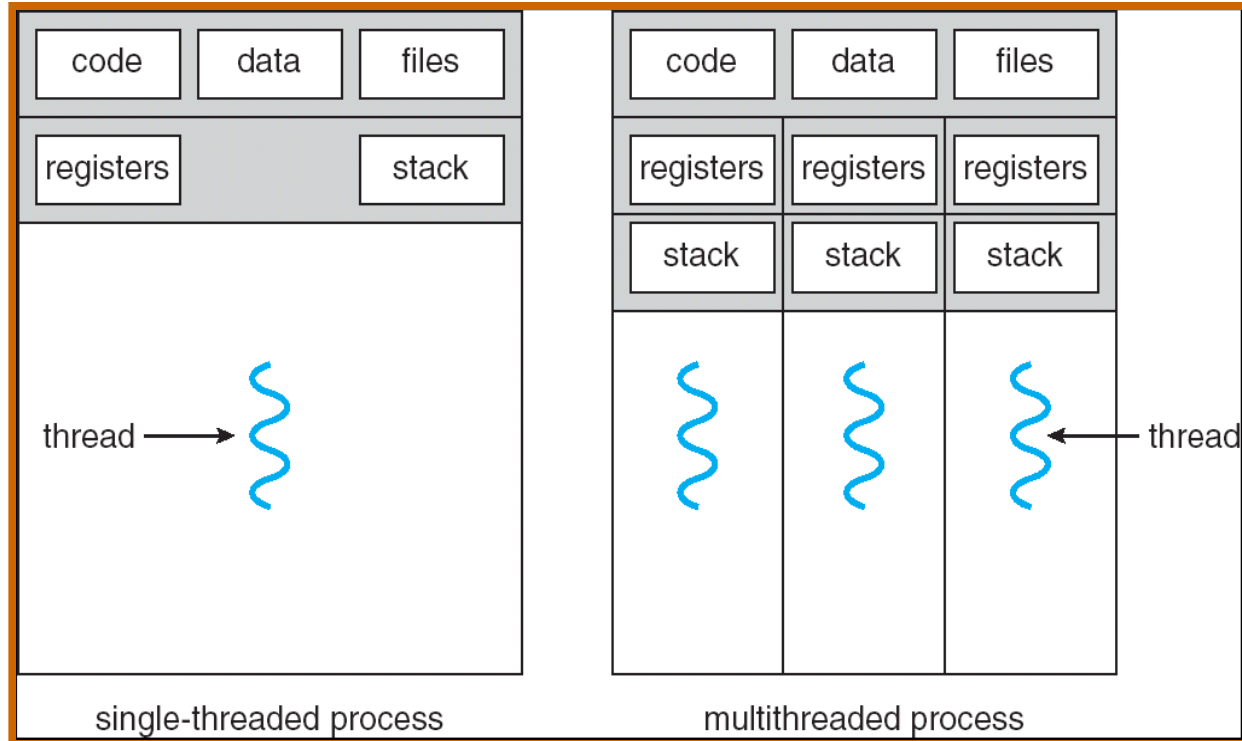 code data files
registers stack
thread
single-threaded process
code data files
registers registers registers
stack stack stack
thread
multithreaded process